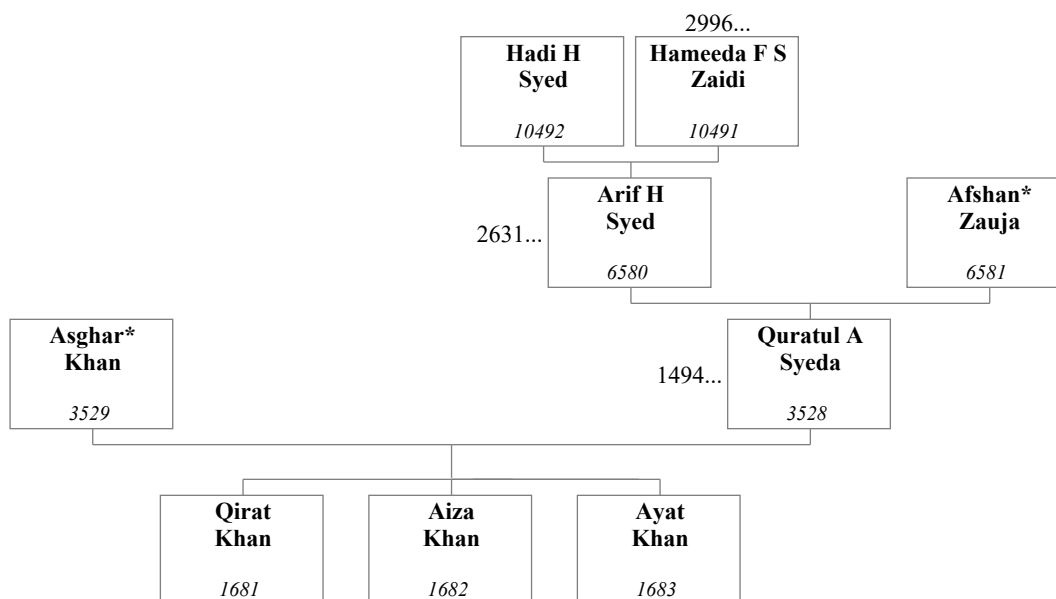 2996...
Hadi H
Syed
10492
Hameeda F S
Zaidi
10491
2631...
Arif H
Syed
6580
Afshan*
Zauja
6581
Asghar*
Khan
3529
1494...
Quratul A
Syeda
3528
Qirat
Khan
1681
Aiza
Khan
1682
Ayat
Khan
1683